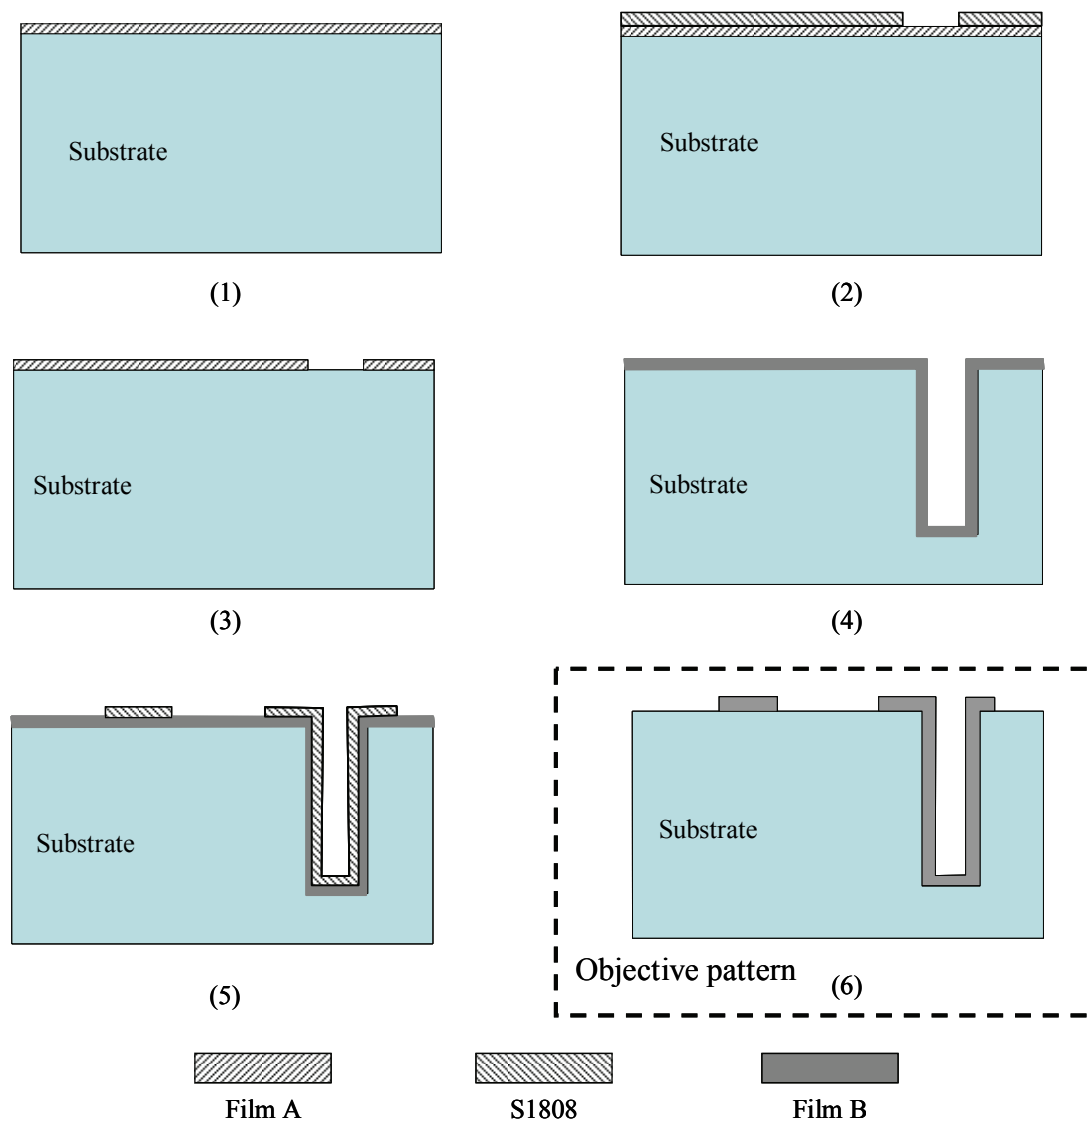 Substrate
(1)
Substrate
(2)
Substrate
(3)
Substrate
(4)
Substrate
(5)
Substrate
Objective pattern
(6)
Film A
S1808
Film B